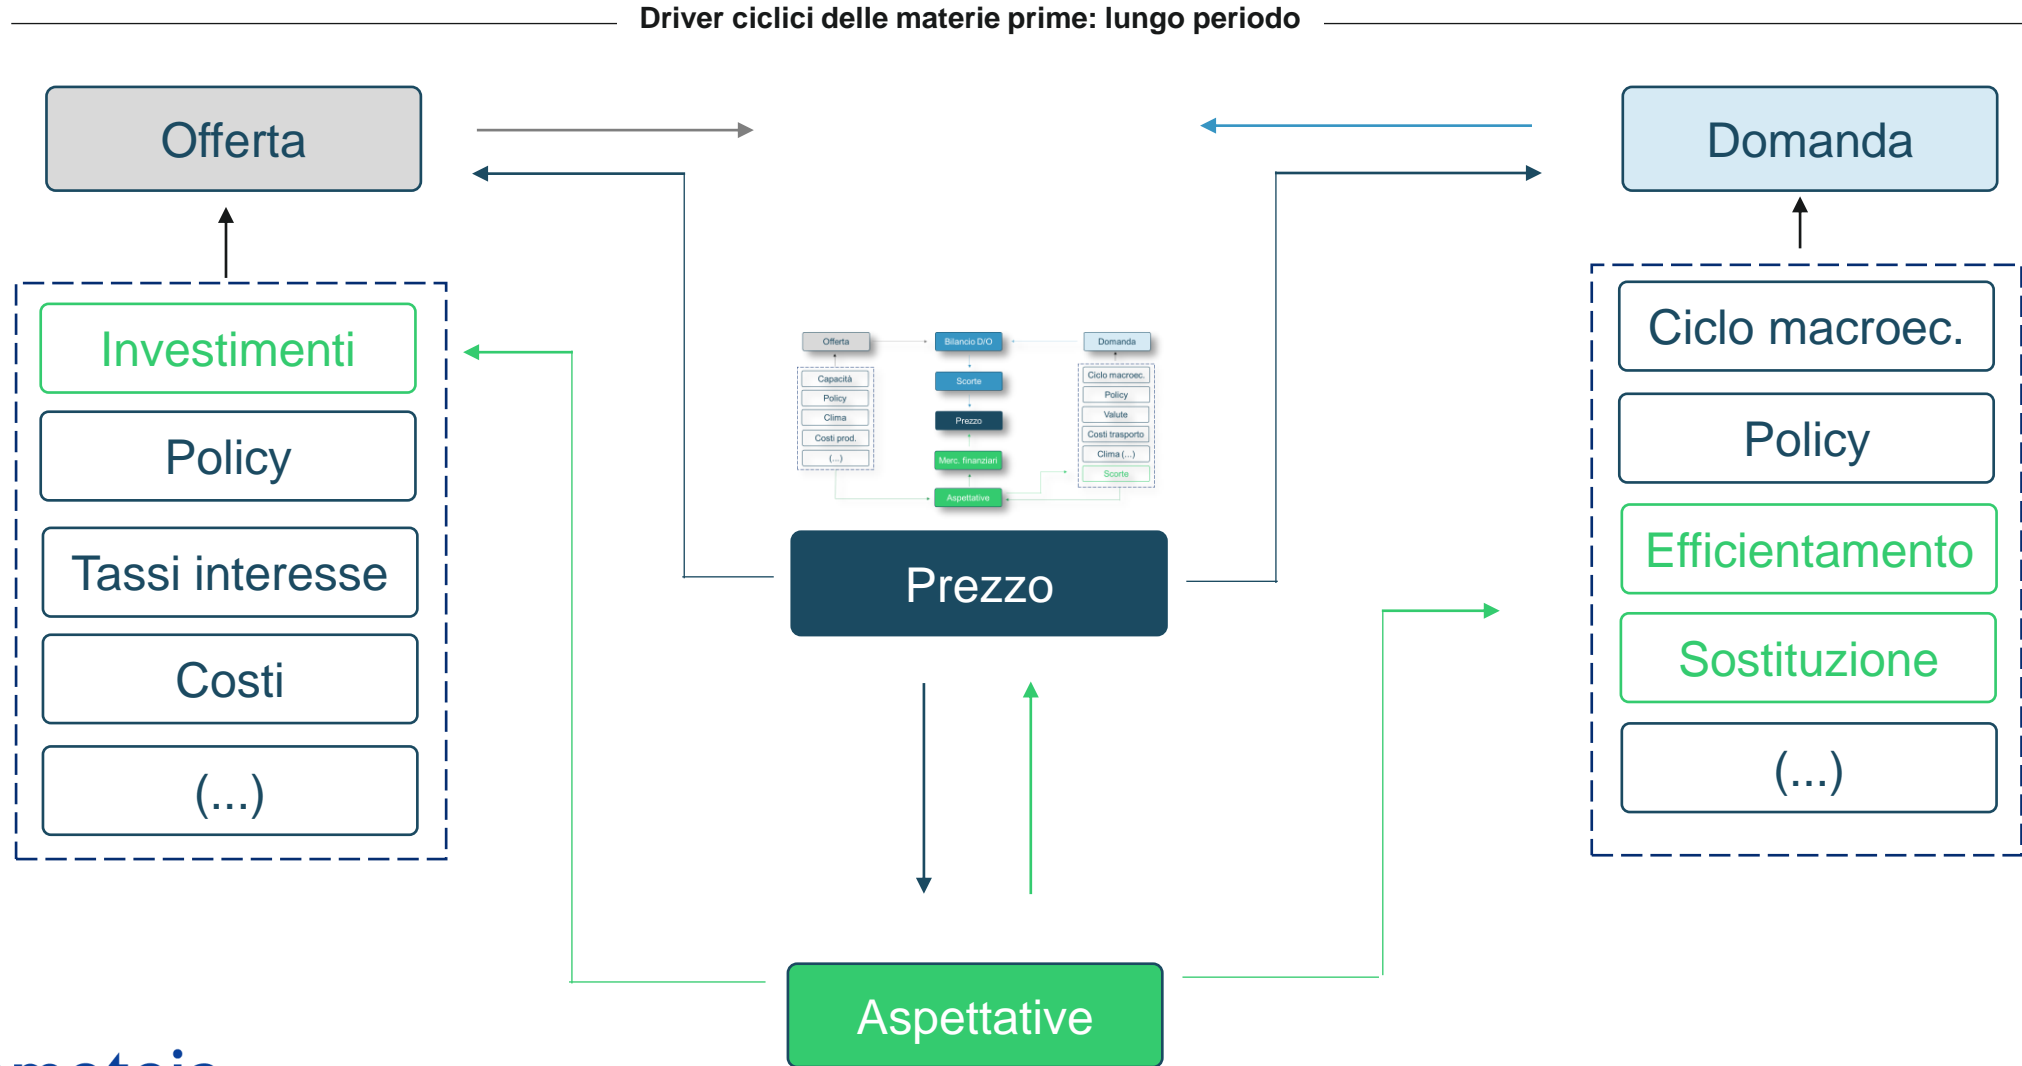 Driver ciclici delle materie prime: lungo periodo
Offerta
Domanda
Investimenti
Policy
Tassi interesse
Costi
(...)
Offerta
Bilancio D/O
Domanda
Capacità
Policy
Clima
Costi prod.
(...)
Scorte
Prezzo
Merc. finanziari
Aspettative
Ciclo macroec.
Policy
Valute
Costi trasporto
Clima (...)
Scorte
Prezzo
Ciclo macroec.
Policy
Efficientamento
Sostituzione
(...)
Aspettative